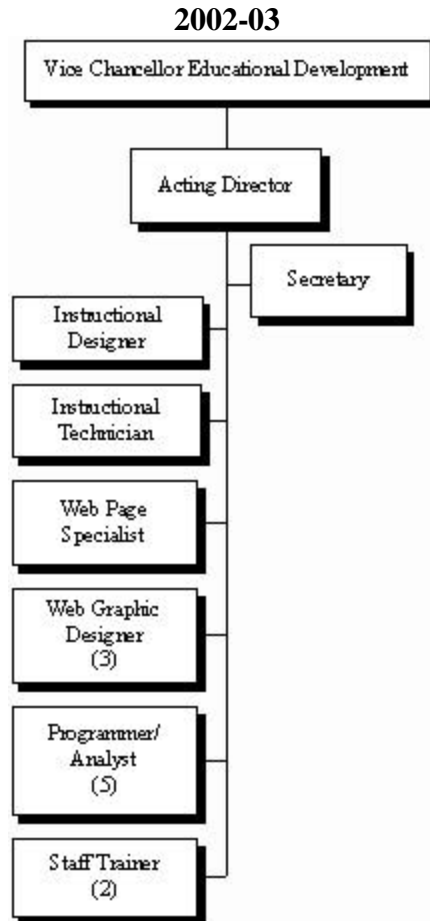 2002-03
Vice Chancellor Educational Development
Acting Director
Secretary
Instructional
Designer
Instructional
Technician
Web Page
Specialist
Web Graphic
Designer
(3)
Programmer/
Analyst
(5)
Staff Trainer
(2)